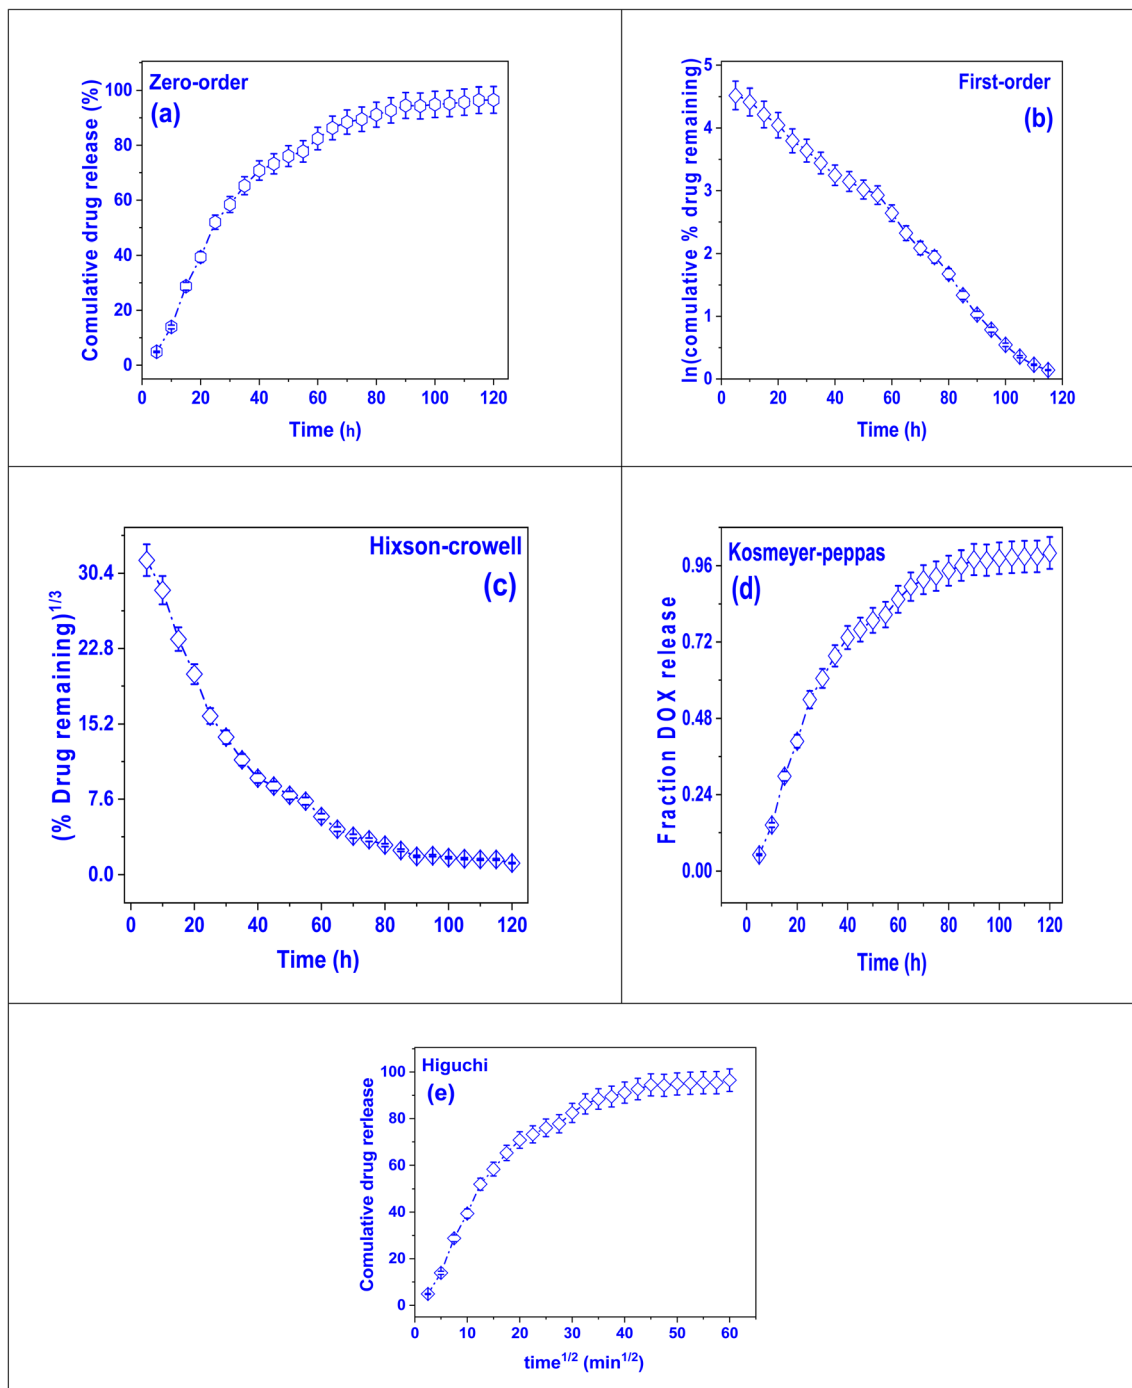 Zero-order
(a)
Comulative drug release (%)
100
80
60
40
20
0
0 20 40 60 80 100 120
Time (h)
First-order
(b)
ln(comulative % drug remaining)
5
4
3
2
1
0
0 20 40 60 80 100 120
Time (h)
Hixson-crowell
(c)
(% Drug remaining)1/3
30.4
22.8
15.2
7.6
0.0
0 20 40 60 80 100 120
Time (h)
Kosmeyer-peppas
(d)
Fraction DOX release
0.96
0.72
0.48
0.24
0.00
0 20 40 60 80 100 120
Time (h)
Higuchi
(e)
Comulative drug rerlease
100
80
60
40
20
0
0 10 20 30 40 50 60
time1/2 (min1/2)